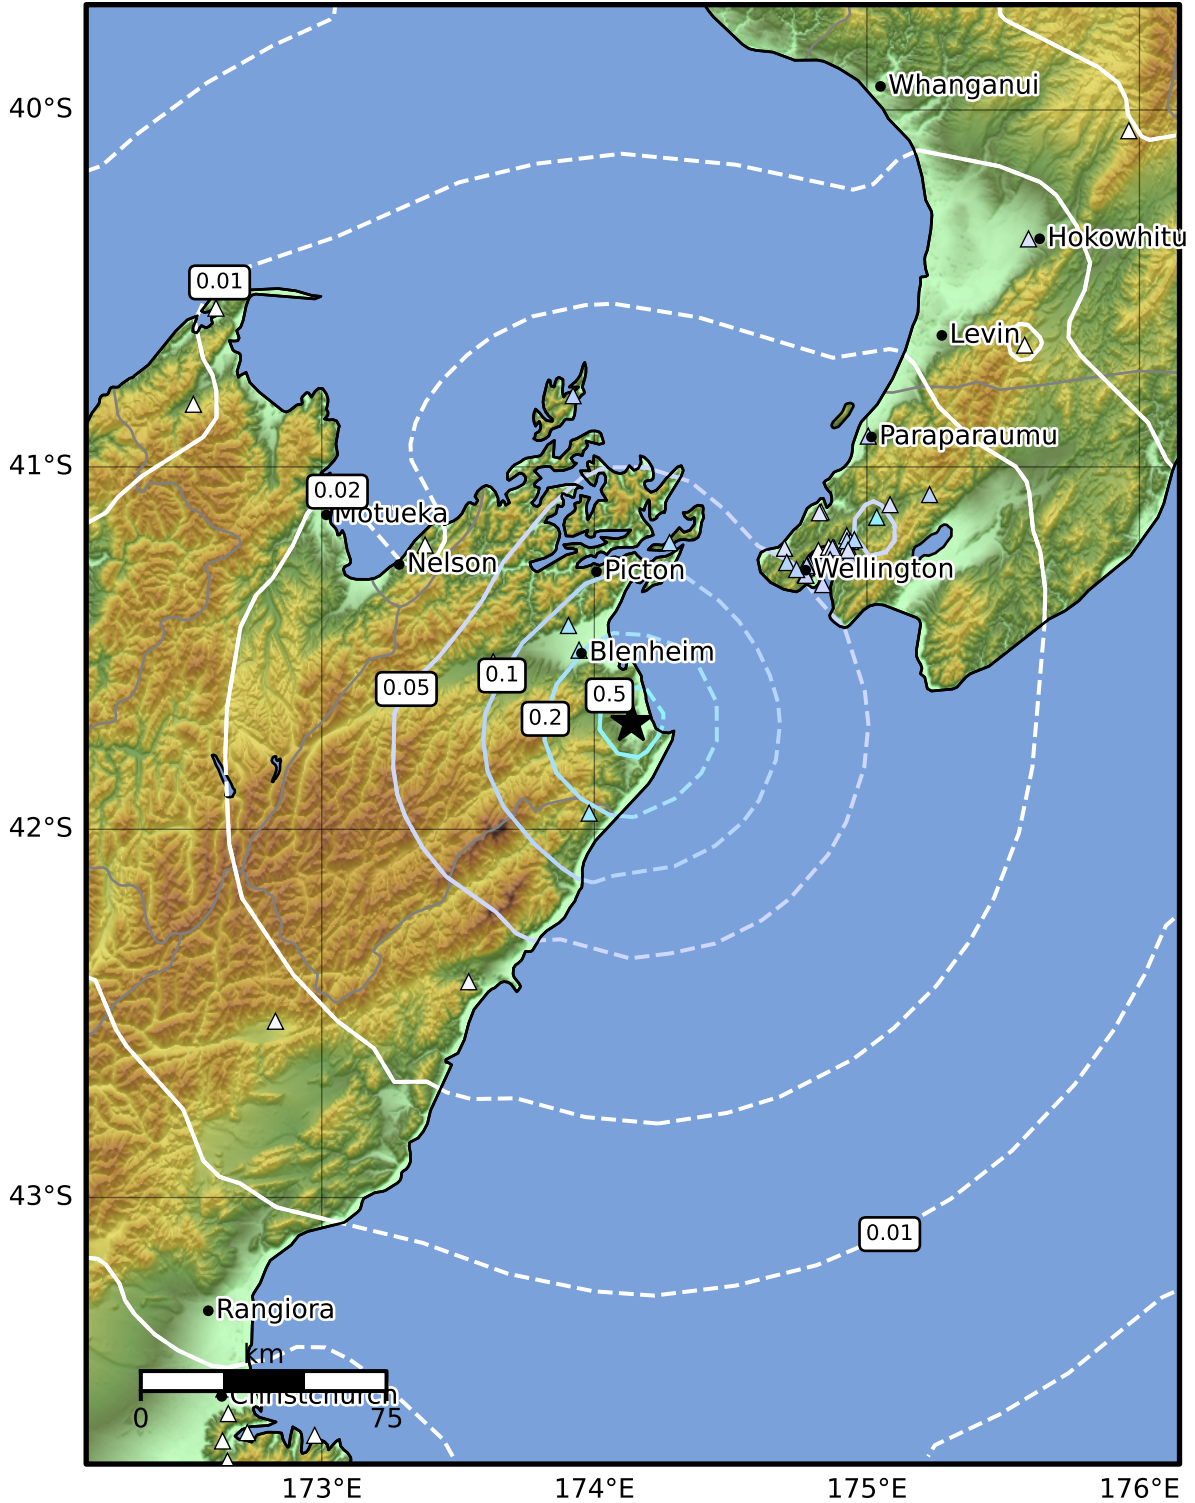 Whanganui
40°S
Hokowhitu
0.01
Levin
Paraparaumu
41°S
0.02
Motueka
Nelson
Picton
Wellington
Blenheim
0.05
0.1
0.5
0.2
42°S
43°S
0.01
Rangiora
km
Christchurch
0
75
173°E
174°E
175°E
176°E